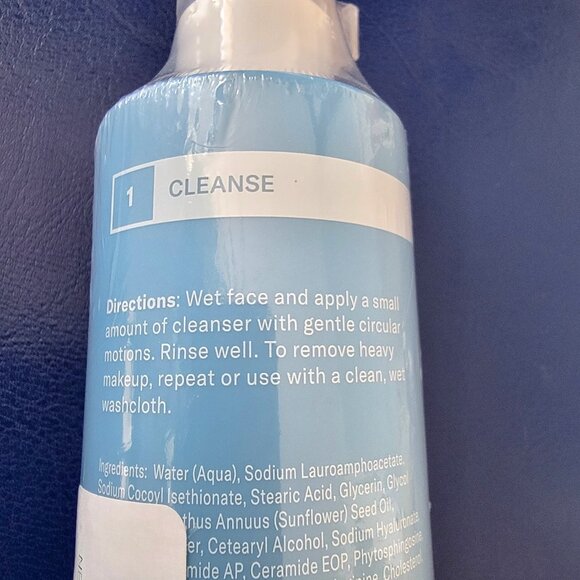 1 CLEANSE
Directions: Wet face and apply a small
amount of cleanser with gentle circular
motions. Rinse well. To remove heavy
makeup, repeat or use with a clean, wet
washcloth.
Ingredients: Water (Aqua), Sodium Lauroamphoacetate,
Sodium Cocoyl Isethionate, Stearic Acid, Glycerin, Glycol
thus Annuus (Sunflower) Seed Oil,
er, Cetearyl Alcohol, Sodium Hyaluronate
mide AP, Ceramide EOP, Phytosphingosine,
Cholesterol,